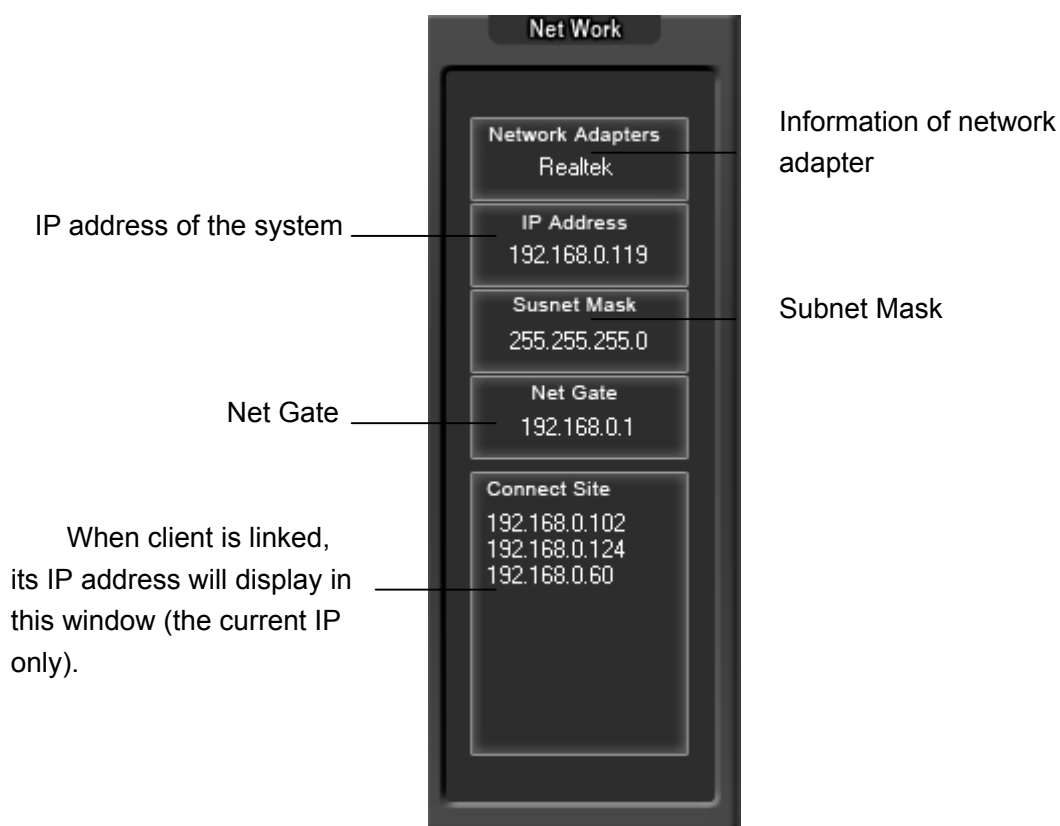 Net Work
Network Adapters
Realtek
Information of network
adapter
IP address of the system
IP Address
192.168.0.119
Susnet Mask
255.255.255.0
Subnet Mask
Net Gate
Net Gate
192.168.0.1
Connect Site
192.168.0.102
192.168.0.124
192.168.0.60
When client is linked,
its IP address will display in
this window (the current IP
only).